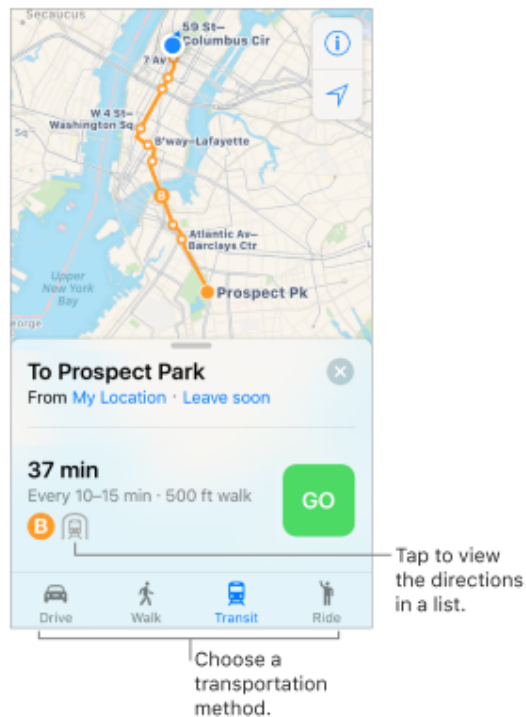 Secaucus
59 St–
Columbus Cir
7 Av
W 4 St–
Washington Sq
Sq
B'way–Lafayette
B
Atlantic Av–
Barclays Ctr
Upper
New York
Bay
Prospect Pk
eorge
To Prospect Park
From My Location · Leave soon
37 min
Every 10–15 min · 500 ft walk
GO
B
Drive
Walk
Transit
Ride
Tap to view
the directions
in a list.
Choose a
transportation
method.